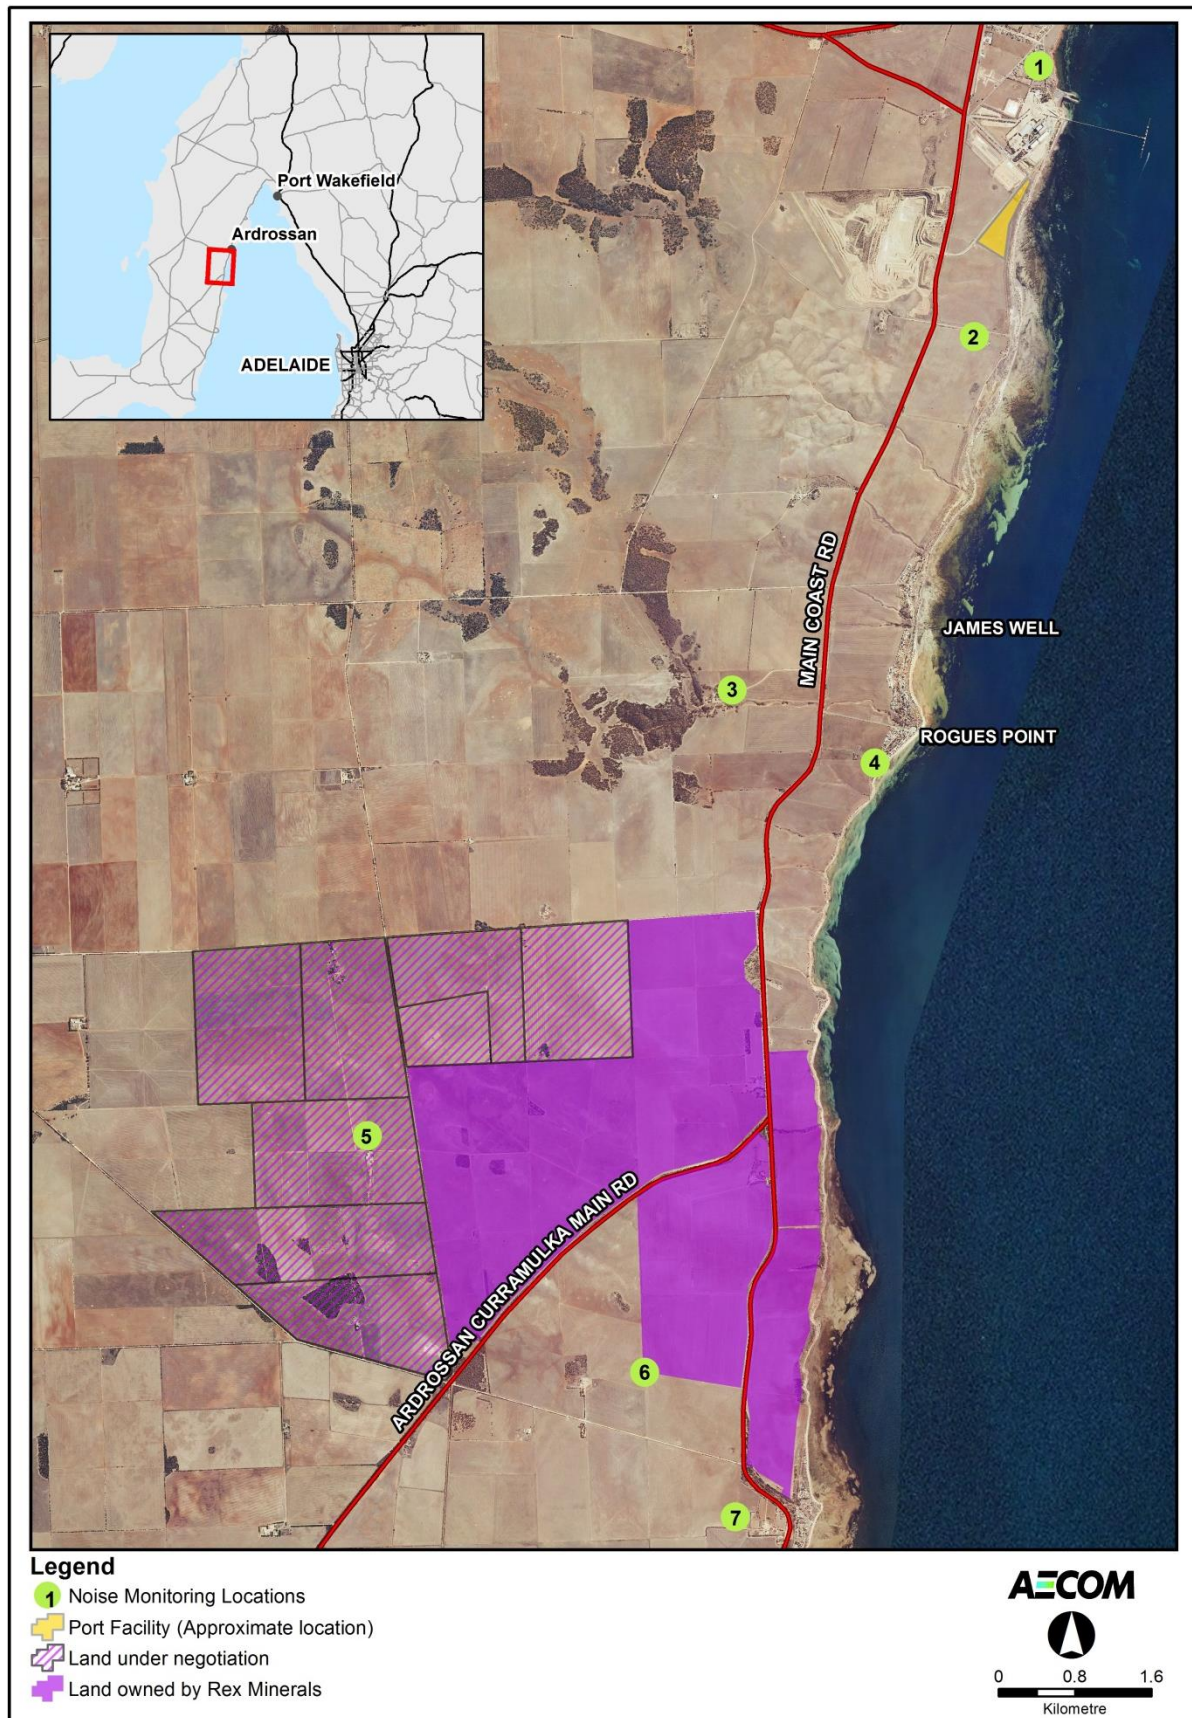 Port Wakefield
Ardrossan
ADELAIDE
1
2
MAIN COAST RD
JAMES WELL
3
ROGUES POINT
4
5
ARDROSSAN CURRAMULKA MAIN RD
6
7
Legend
1 Noise Monitoring Locations
Port Facility (Approximate location)
Land under negotiation
Land owned by Rex Minerals
AECOM
0 0.8 1.6
Kilometre